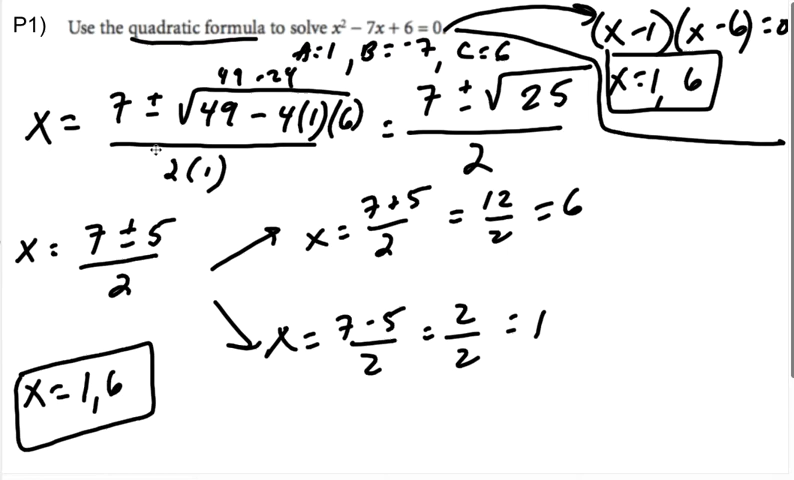 P1) Use the quadratic formula to solve x² − 7x + 6 = 0
(x - 1)(x - 6) = 0
A = 1, B = -7, C = 6
x = 1, 6
49 - 24
x = 7 ± √49 - 4(1)(6) / 2(1) = 7 ± √25 / 2
x = 7 ± 5 / 2
x = 7 + 5 / 2 = 12 / 2 = 6
x = 7 - 5 / 2 = 2 / 2 = 1
x = 1, 6